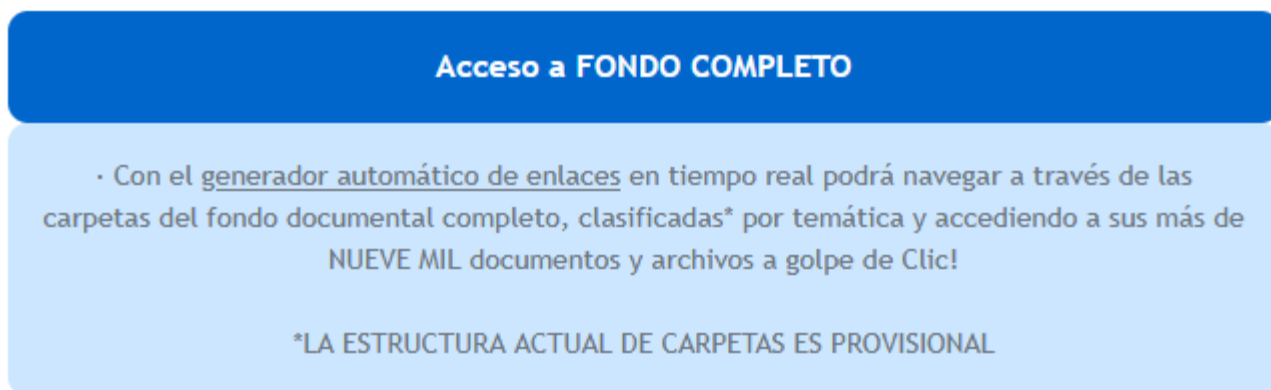 Acceso a FONDO COMPLETO
· Con el generador automático de enlaces en tiempo real podrá navegar a través de las
carpetas del fondo documental completo, clasificadas* por temática y accediendo a sus más de
NUEVE MIL documentos y archivos a golpe de Clic!
*LA ESTRUCTURA ACTUAL DE CARPETAS ES PROVISIONAL